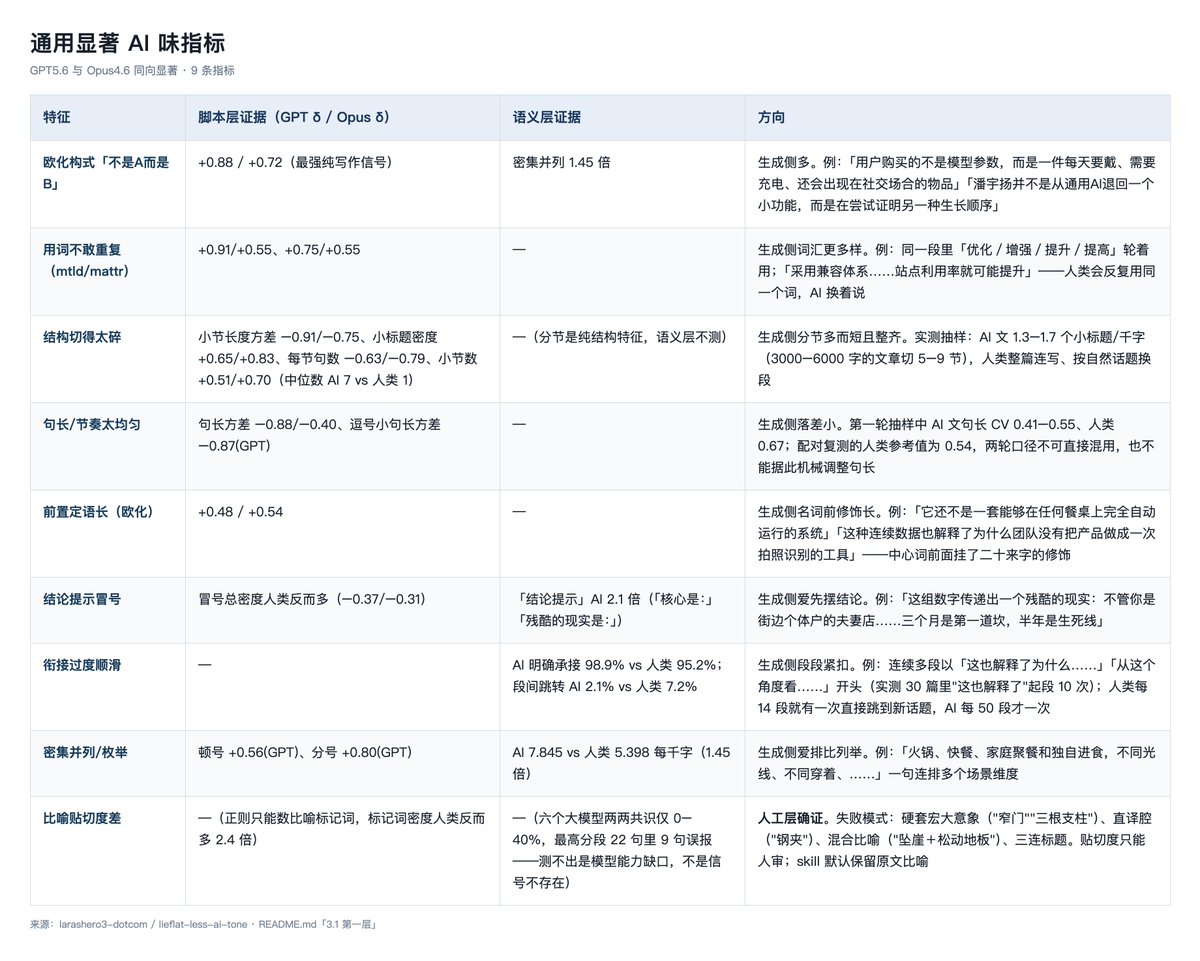 通用显著 AI 味指标
GPT5.6 与 Opus4.6 同向显著 · 9 条指标
特征
脚本层证据（GPT δ / Opus δ）
语义层证据
方向
欧化构式「不是A而是
B」
+0.88 / +0.72（最强纯写作信号）
密集并列 1.45 倍
生成侧多。例：「用户购买的不是模型参数，而是一件每天要戴、需要
充电、还会出现在社交场合的物品」「潘宇扬并不是从通用AI退回一个
小功能，而是在尝试证明另一种生长顺序」
用词不敢重复
（mtld/mattr）
+0.91/+0.55、+0.75/+0.55
—
生成侧词汇更多样。例：同一段里「优化 / 增强 / 提升 / 提高」轮着
用；「采用兼容体系……站点利用率就可能提升」——人类会反复用同
一个词，AI 换着说
结构切得太碎
小节长度方差 −0.91/−0.75、小标题密度
+0.65/+0.83、每节句数 −0.63/−0.79、小节数
+0.51/+0.70（中位数 AI 7 vs 人类 1）
—（分节是纯结构特征，语义层不测）
生成侧分节多而短且整齐。实测抽样：AI 文 1.3–1.7 个小标题/千字
（3000–6000 字的文章切 5–9 节），人类整篇连写、按自然话题换
段
句长/节奏太均匀
句长方差 −0.88/−0.40、逗号小句长方差
−0.87(GPT)
—
生成侧落差小。第一轮抽样中 AI 文句长 CV 0.41–0.55、人类
0.67；配对复测的人类参考值为 0.54，两轮口径不可直接混用，也不
能据此机械调整句长
前置定语长（欧化）
+0.48 / +0.54
—
生成侧名词前修饰长。例：「它还不是一套能够在任何餐桌上完全自动
运行的系统」「这种连续数据也解释了为什么团队没有把产品做成一次
拍照识别的工具」——中心词前面挂了二十来字的修饰
结论提示冒号
冒号总密度人类反而多（−0.37/−0.31）
「结论提示」AI 2.1 倍（「核心是：」
「残酷的现实是：」）
生成侧爱先摆结论。例：「这组数字传递出一个残酷的现实：不管你是
街边个体户的夫妻店……三个月是第一道坎，半年是生死线」
衔接过度顺滑
—
AI 明确承接 98.9% vs 人类 95.2%；
段间跳转 AI 2.1% vs 人类 7.2%
生成侧段段紧扣。例：连续多段以「这也解释了为什么……」「从这个
角度看……」开头（实测 30 篇里"这也解释了"起段 10 次）；人类每
14 段就有一次直接跳到新话题，AI 每 50 段才一次
密集并列/枚举
顿号 +0.56(GPT)、分号 +0.80(GPT)
AI 7.845 vs 人类 5.398 每千字（1.45
倍）
生成侧爱排比列举。例：「火锅、快餐、家庭聚餐和独自进食，不同光
线、不同穿着、……」一句连排多个场景维度
比喻贴切度差
—（正则只能数比喻标记词，标记词密度人类反而
多 2.4 倍）
—（六个大模型两两共识仅 0–
40%，最高分段 22 句里 9 句误报
——测不出是模型能力缺口，不是信
号不存在）
人工层确证。失败模式：硬套宏大意象（"窄门""三根支柱"）、直译腔
（"钢夹"）、混合比喻（"坠崖＋松动地板"）、三连标题。贴切度只能
人审；skill 默认保留原文比喻
来源：larashero3-dotcom / lieflat-less-ai-tone · README.md「3.1 第一层」